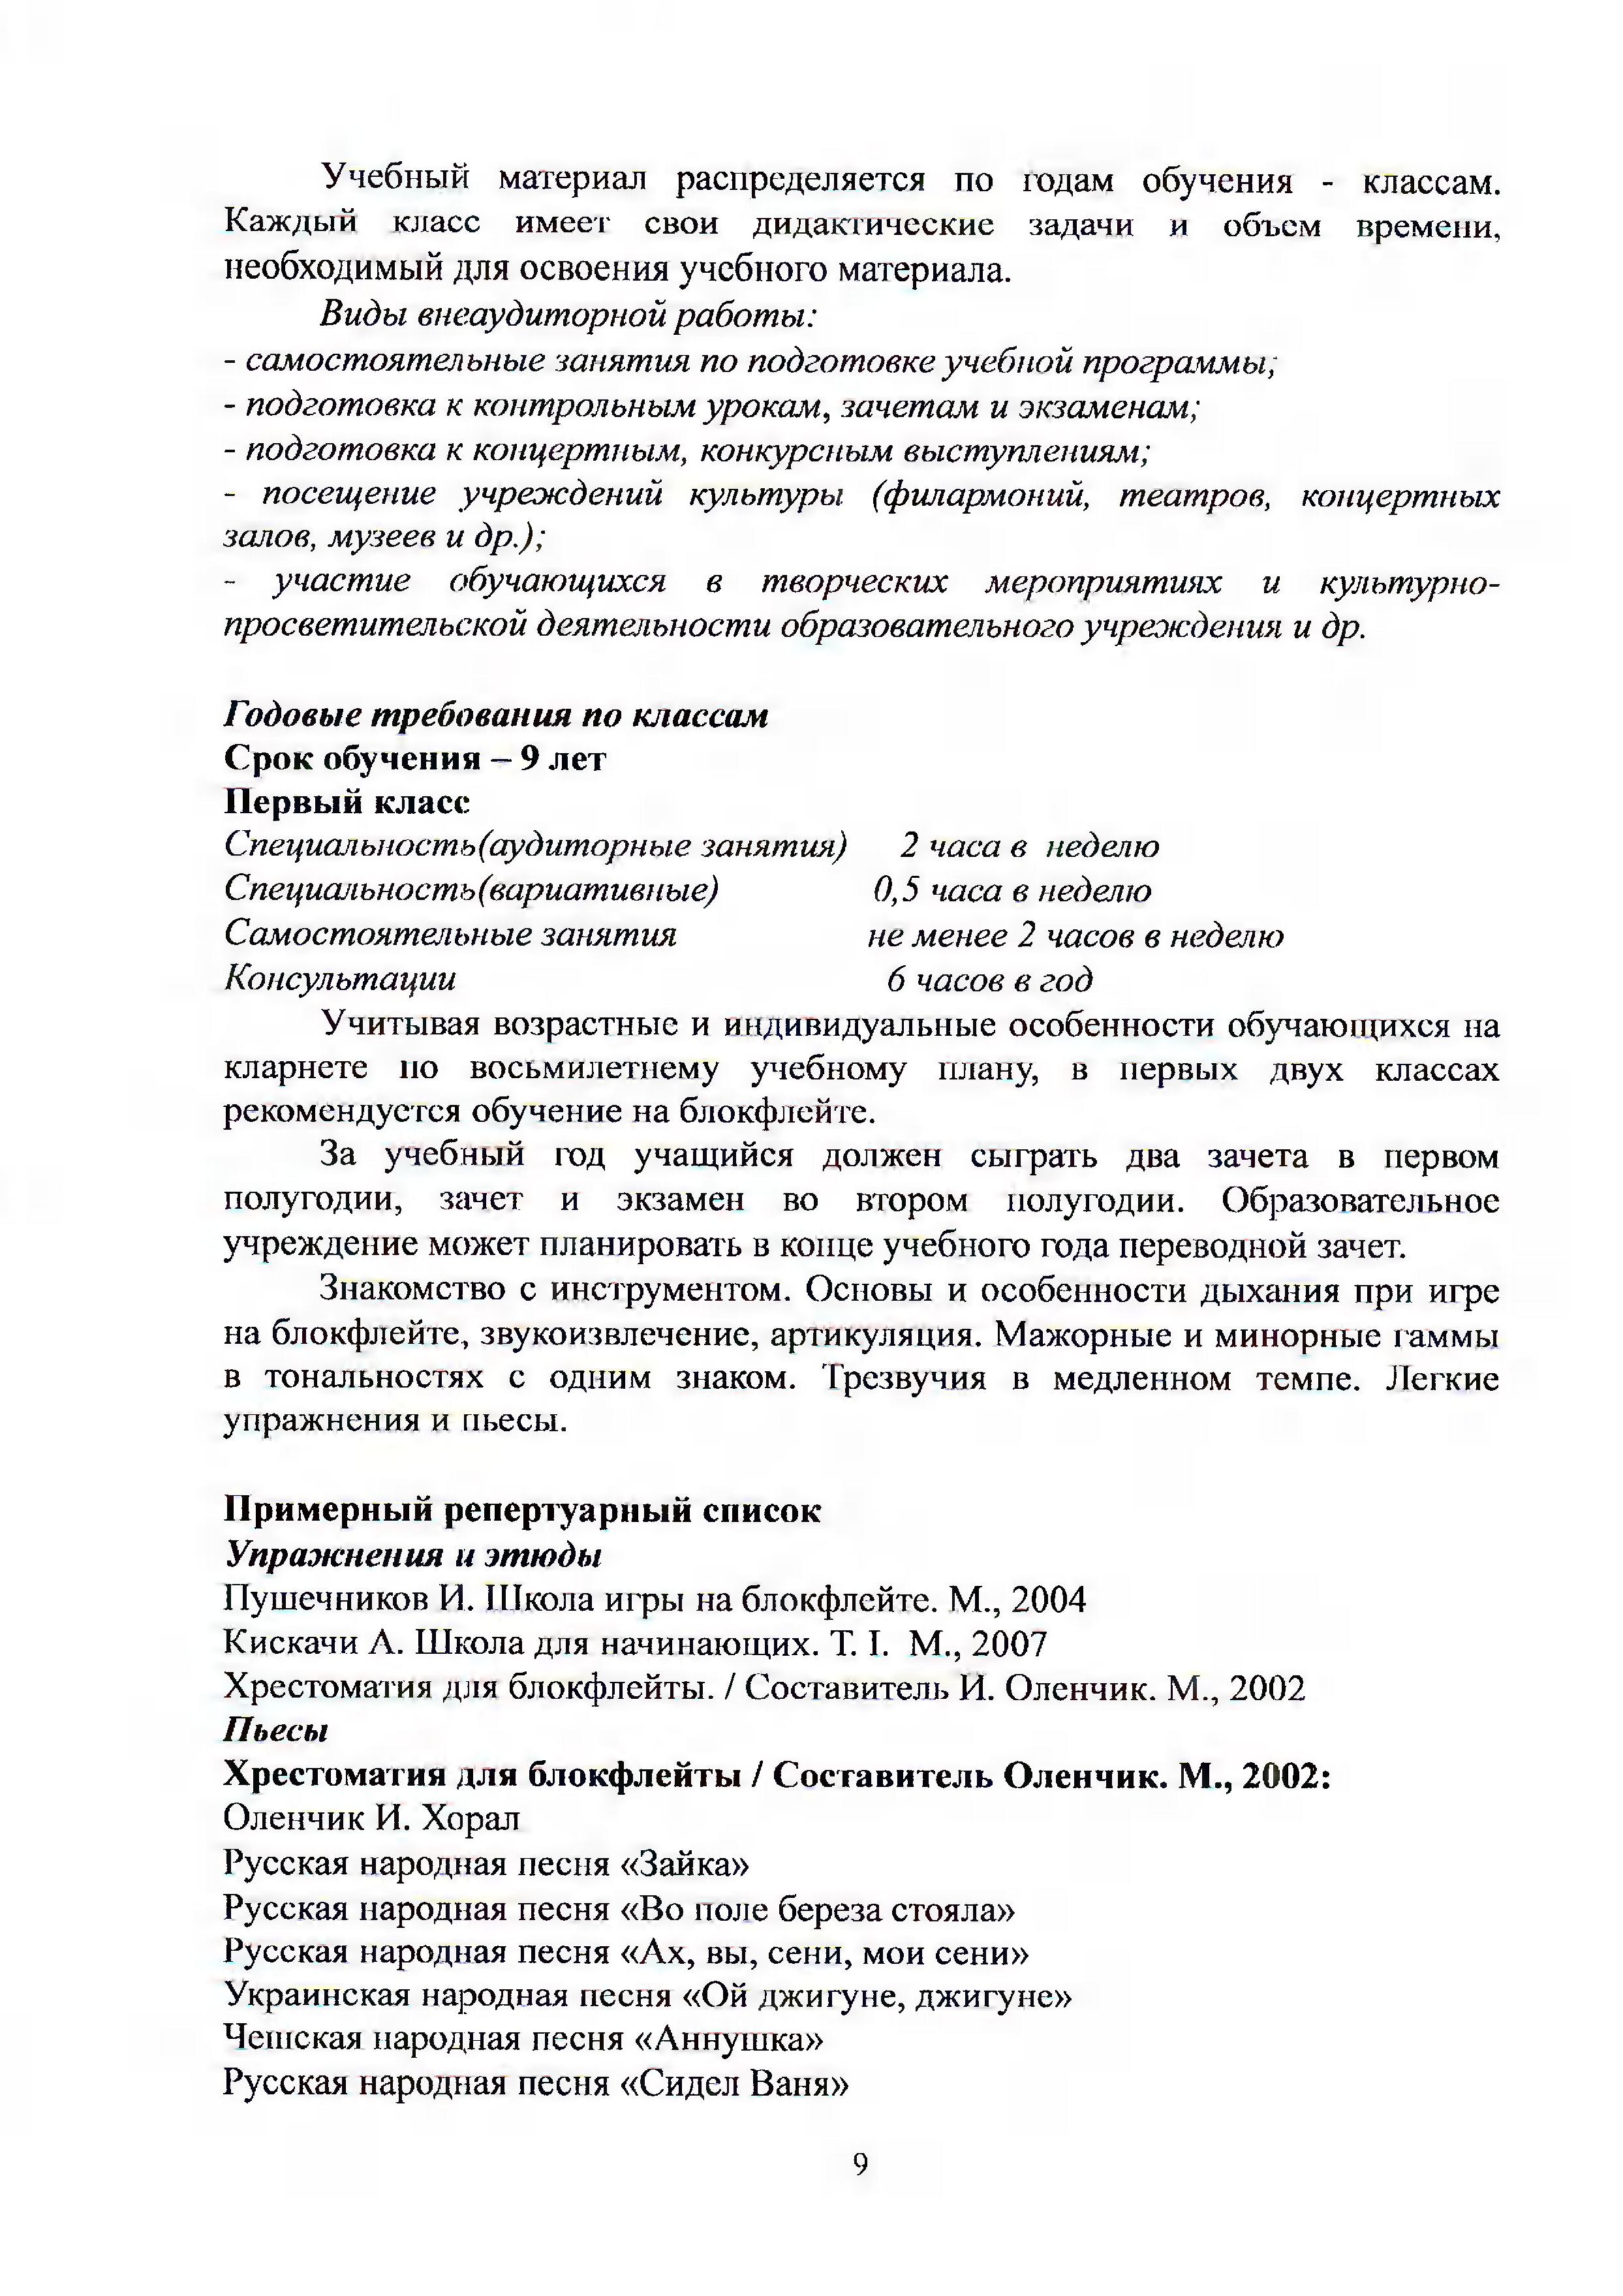 Учебный материал распределяется по годам обучения - классам.
Каждый класс имеет свои дидактические задачи и объем времени,
необходимый для освоения учебного материала.
Виды внеаудиторной работы:
- самостоятельные занятия по подготовке учебной программы;
- подготовка к контрольным урокам, зачетам и экзаменам;
- подготовка к концертным, конкурсным выступлениям;
- посещение учреждений культуры (филармоний, театров, концертных
залов, музеев и др.);
- участие обучающихся в творческих мероприятиях и культурно-
просветительской деятельности образовательного учреждения и др.
Годовые требования по классам
Срок обучения – 9 лет
Первый класс
Специальность(аудиторные занятия) 2 часа в неделю
Специальность(вариативные) 0,5 часа в неделю
Самостоятельные занятия не менее 2 часов в неделю
Консультации 6 часов в год
Учитывая возрастные и индивидуальные особенности обучающихся на
кларнете по восьмилетнему учебному плану, в первых двух классах
рекомендуется обучение на блокфлейте.
За учебный год учащийся должен сыграть два зачета в первом
полугодии, зачет и экзамен во втором полугодии. Образовательное
учреждение может планировать в конце учебного года переводной зачет.
Знакомство с инструментом. Основы и особенности дыхания при игре
на блокфлейте, звукоизвлечение, артикуляция. Мажорные и минорные гаммы
в тональностях с одним знаком. Трезвучия в медленном темпе. Легкие
упражнения и пьесы.
Примерный репертуарный список
Упражнения и этюды
Пушечников И. Школа игры на блокфлейте. М., 2004
Кискачи А. Школа для начинающих. Т. I. М., 2007
Хрестоматия для блокфлейты. / Составитель И. Оленчик. М., 2002
Пьесы
Хрестоматия для блокфлейты / Составитель Оленчик. М., 2002:
Оленчик И. Хорал
Русская народная песня «Зайка»
Русская народная песня «Во поле береза стояла»
Русская народная песня «Ах, вы, сени, мои сени»
Украинская народная песня «Ой джигуне, джигуне»
Чешская народная песня «Аннушка»
Русская народная песня «Сидел Ваня»
9